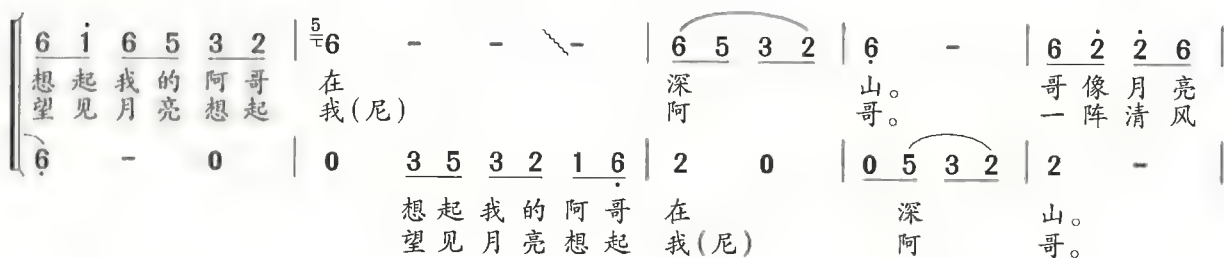 6 i̇ 6 5 3 2 | 5 6 - - - | 6 5 3 2 | 6̣ - | 6 2̇ 2̇ 6 |
想起我的阿哥 在 深 山。 哥像月亮
望见月亮想起 我(尼) 阿 哥。 一阵清风
6̣ - 0 | 0 3 5 3 2 1 6̣ | 2 0 | 0 5 3 2 | 2 - |
想起我的阿哥 在 深 山。
望见月亮想起 我(尼) 阿 哥。